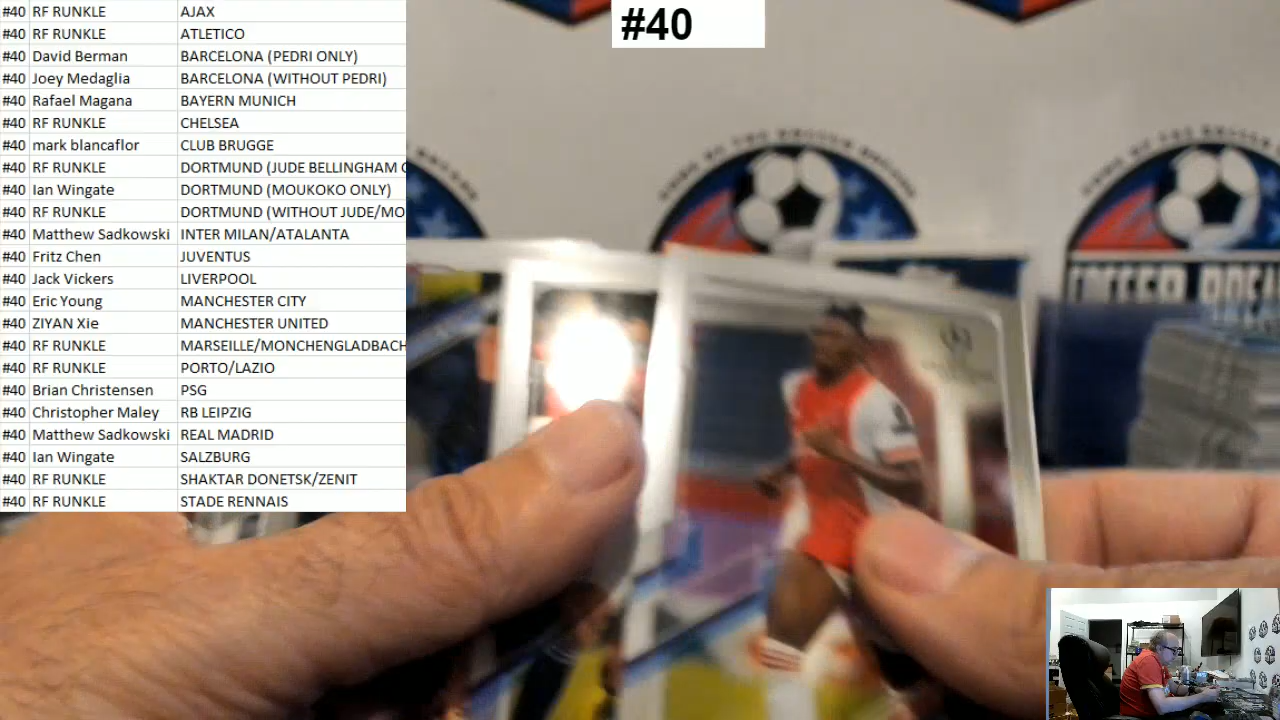 #40 RF RUNKLE AJAX
#40 RF RUNKLE ATLETICO
#40 David Berman BARCELONA (PEDRI ONLY)
#40 Joey Medaglia BARCELONA (WITHOUT PEDRI)
#40 Rafael Magana BAYERN MUNICH
#40 RF RUNKLE CHELSEA
#40 mark blancaflor CLUB BRUGGE
#40 RF RUNKLE DORTMUND (JUDE BELLINGHAM
#40 Ian Wingate DORTMUND (MOUKOKO ONLY)
#40 RF RUNKLE DORTMUND (WITHOUT JUDE/MO
#40 Matthew Sadkowski INTER MILAN/ATALANTA
#40 Fritz Chen JUVENTUS
#40 Jack Vickers LIVERPOOL
#40 Eric Young MANCHESTER CITY
#40 ZIYAN Xie MANCHESTER UNITED
#40 RF RUNKLE MARSEILLE/MONCHENGLADBACH
#40 RF RUNKLE PORTO/LAZIO
#40 Brian Christensen PSG
#40 Christopher Maley RB LEIPZIG
#40 Matthew Sadkowski REAL MADRID
#40 Ian Wingate SALZBURG
#40 RF RUNKLE SHAKTAR DONETSK/ZENIT
#40 RF RUNKLE STADE RENNAIS
#40